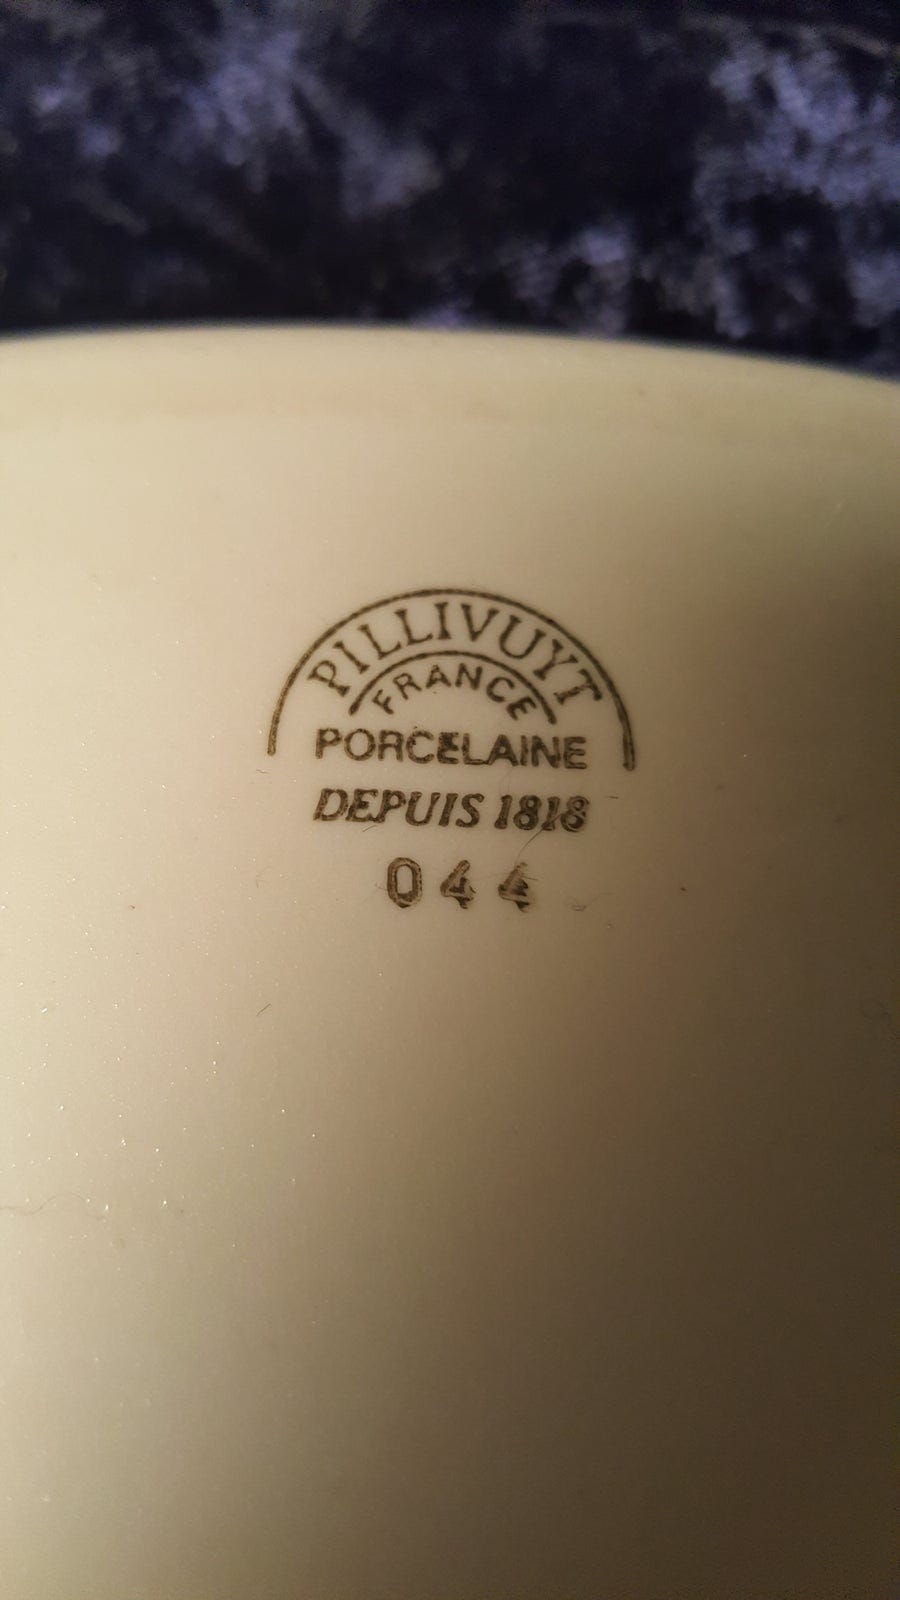 PILLIVUYT
FRANCE
PORCELAINE
DEPUIS 1818
044